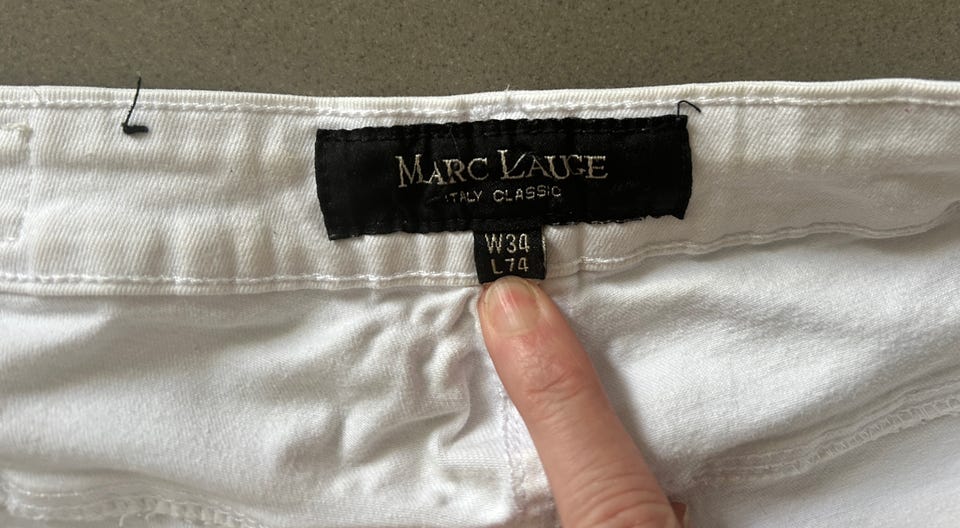 MARC LAUGE
ITALY CLASSIC
W34
L74